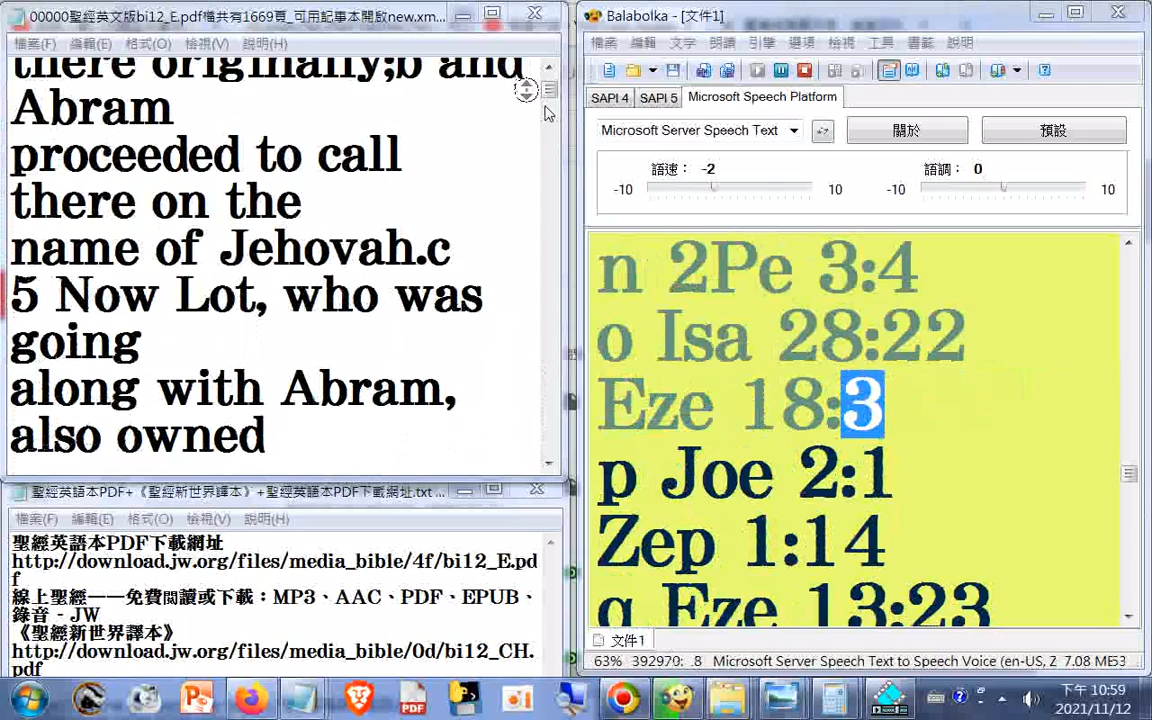 00000聖經英文版bi12_E.pdf檔共有1669頁_可用記事本開啟new.xm...
檔案(F) 編輯(E) 格式(O) 檢視(V) 說明(H)
there originally;b and
Abram
proceeded to call
there on the
name of Jehovah.c
5 Now Lot, who was
going
along with Abram,
also owned
聖經英語本PDF+《聖經新世界譯本》+聖經英語本PDF下載網址.txt ...
檔案(F) 編輯(E) 格式(O) 檢視(V) 說明(H)
聖經英語本PDF下載網址
http://download.jw.org/files/media_bible/4f/bi12_E.pd
f
線上聖經——免費閱讀或下載：MP3、AAC、PDF、EPUB、
錄音 - JW
《聖經新世界譯本》
http://download.jw.org/files/media_bible/0d/bi12_CH.
pdf
Balabolka - [文件1]
檔案 編輯 文字 朗讀 引擎 選項 檢視 工具 書籤 說明
SAPI 4 SAPI 5 Microsoft Speech Platform
Microsoft Server Speech Text 關於 預設
語速： -2 語調： 0
-10 10 -10 10
n 2Pe 3:4
o Isa 28:22
Eze 18:3
p Joe 2:1
Zep 1:14
q Eze 13:23
文件1
63% 392970: .8 Microsoft Server Speech Text to Speech Voice (en-US, Z 7.08 ME53
PDF
下午 10:59
2021/11/12